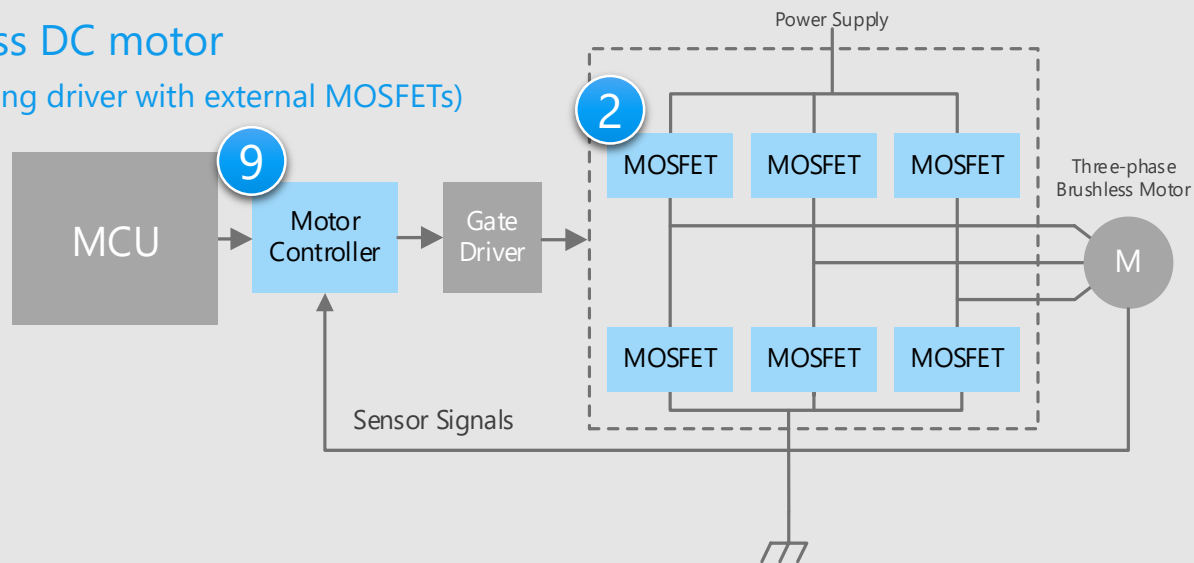 ss DC motor
ng driver with external MOSFETs)
Power Supply
2
9
MOSFET
MOSFET
MOSFET
Three-phase
Brushless Motor
MCU
Motor
Controller
Gate
Driver
M
MOSFET
MOSFET
MOSFET
Sensor Signals